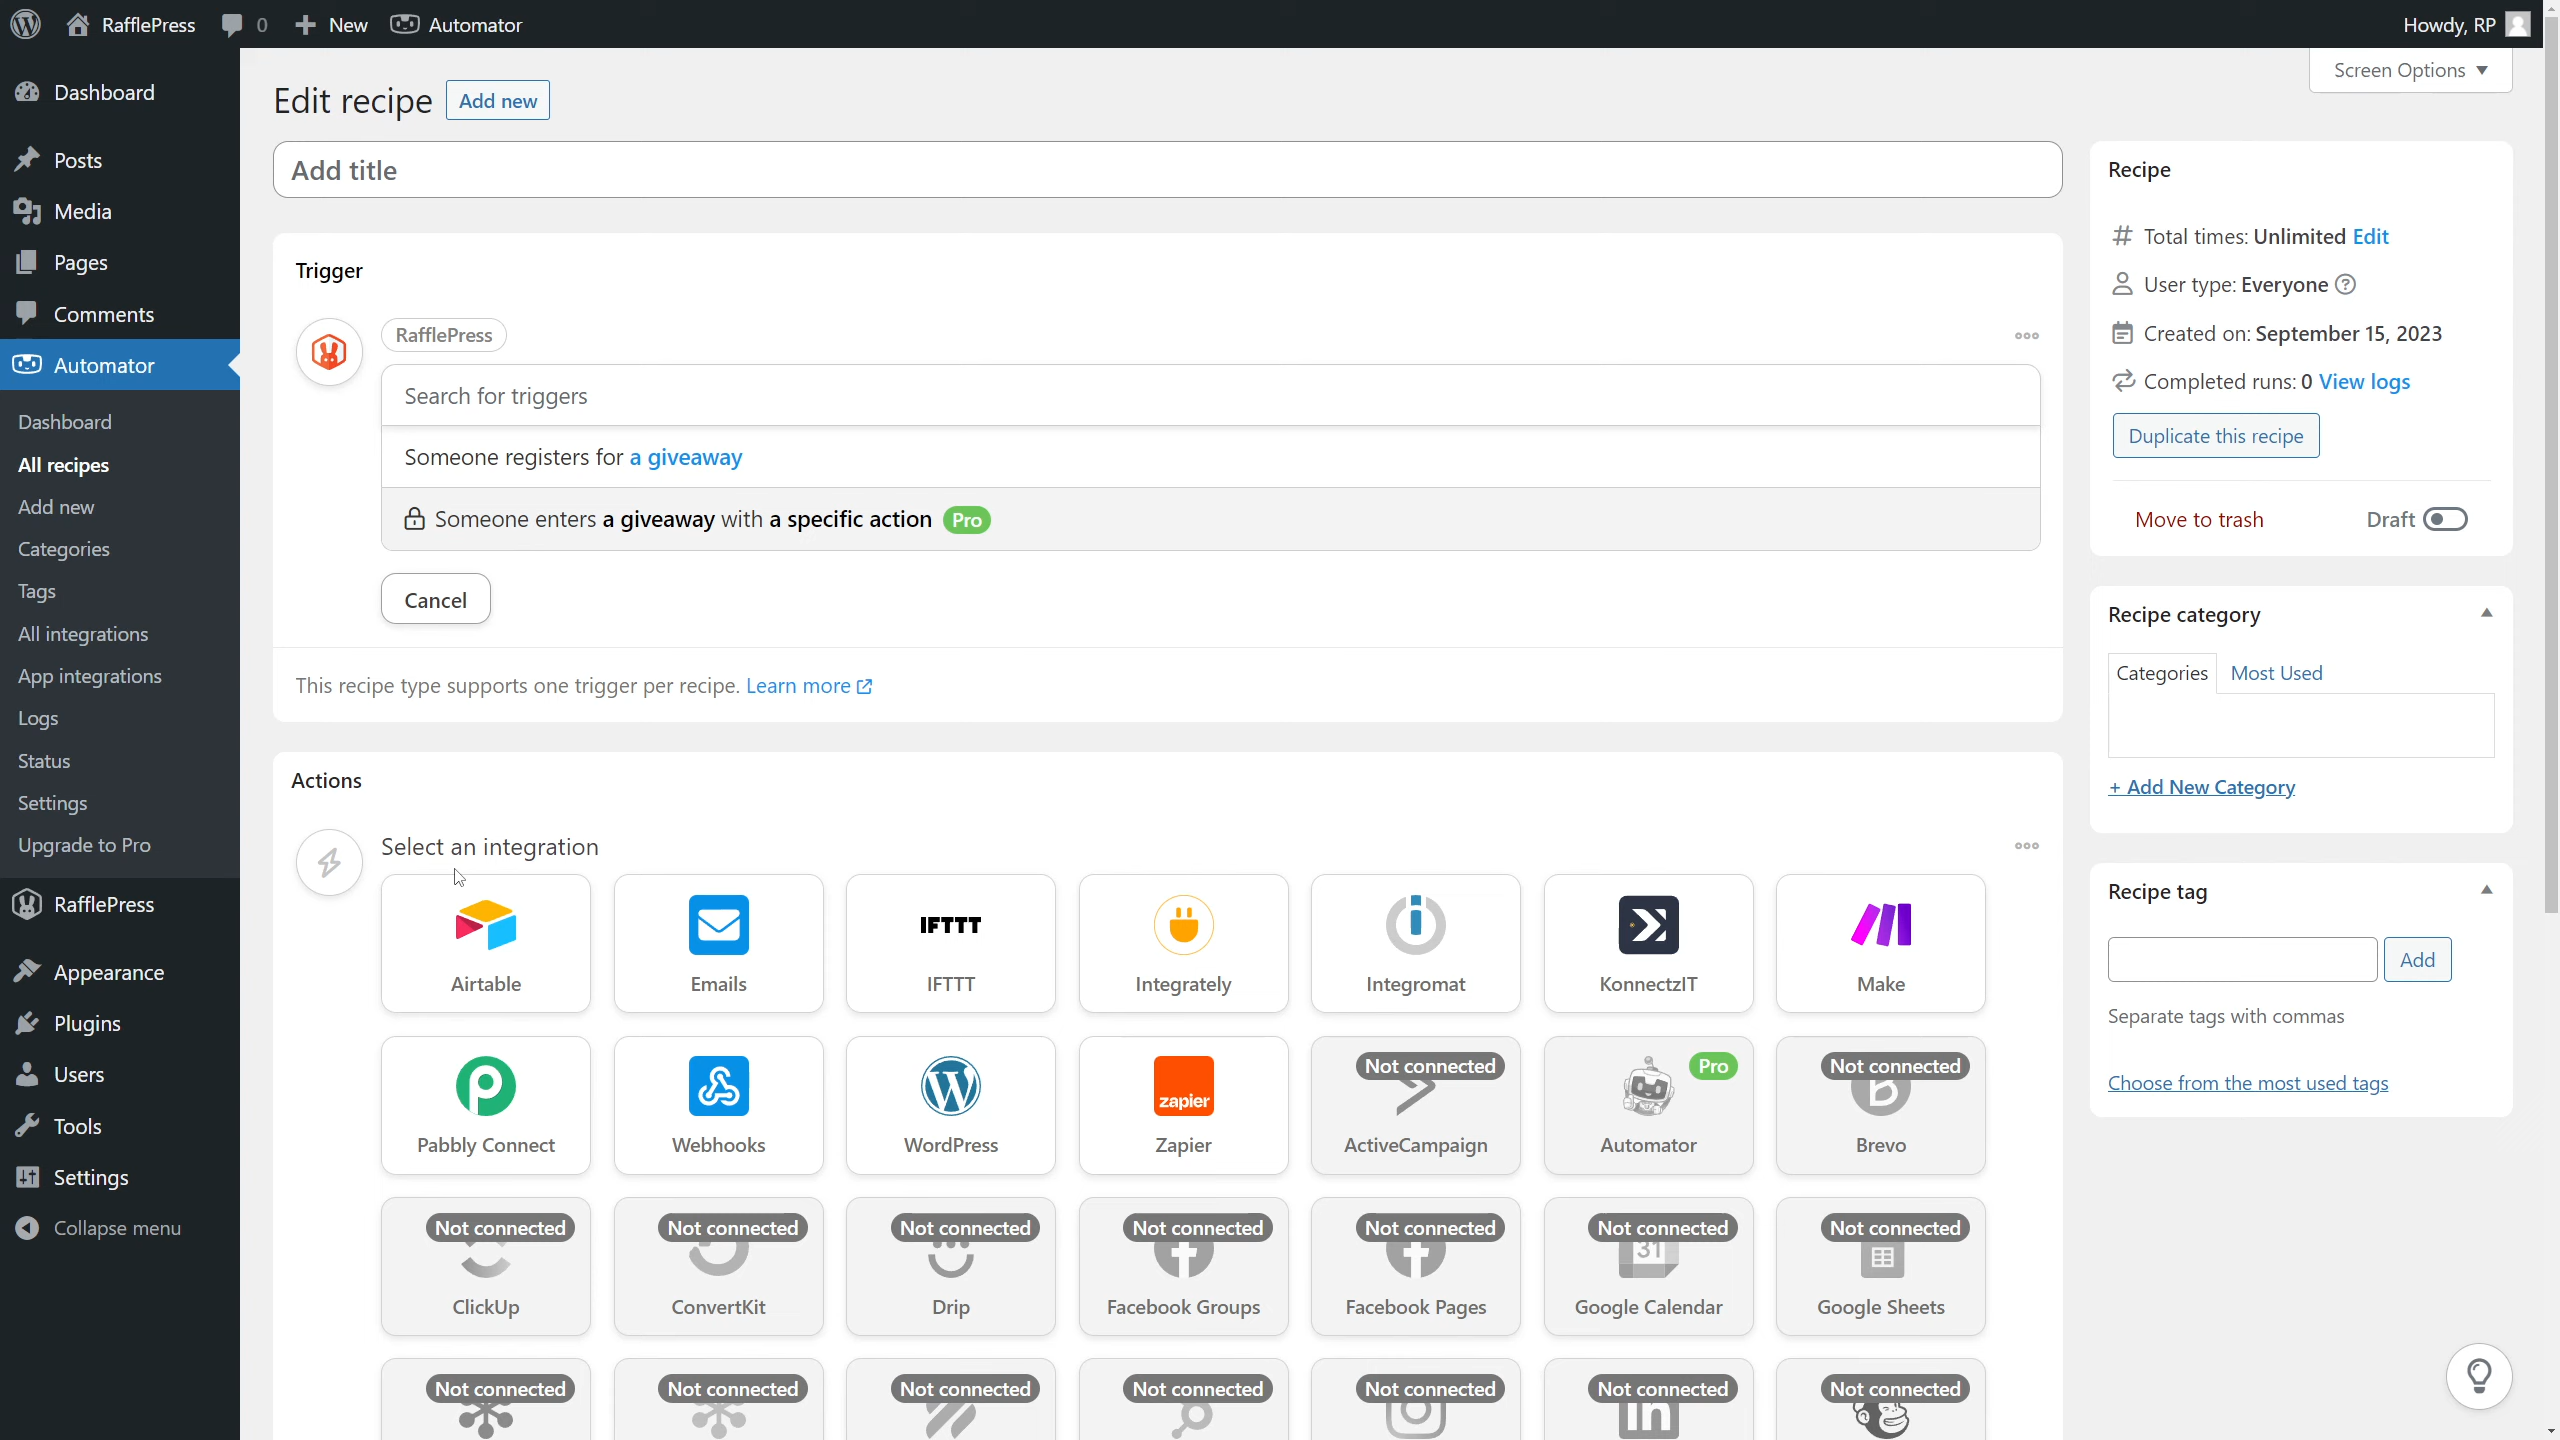 RafflePress
0
New
Automator
Howdy, RP
Dashboard
Posts
Media
Pages
Comments
Automator
Dashboard
All recipes
Add new
Categories
Tags
All integrations
App integrations
Logs
Status
Settings
Upgrade to Pro
RafflePress
Appearance
Plugins
Users
Tools
Settings
Collapse menu
Screen Options
Edit recipe
Add new
Add title
Trigger
RafflePress
Search for triggers
Someone registers for a giveaway
Someone enters a giveaway with a specific action Pro
Cancel
This recipe type supports one trigger per recipe. Learn more
Actions
Select an integration
Airtable
Emails
IFTTT
IFTTT
Integrately
Integromat
KonnectzIT
Make
Pabbly Connect
Webhooks
WordPress
zapier
Zapier
Not connected
ActiveCampaign
Pro
Automator
Not connected
B
Brevo
Not connected
ClickUp
Not connected
ConvertKit
Not connected
Drip
Not connected
Facebook Groups
Not connected
Facebook Pages
Not connected
31
Google Calendar
Not connected
Google Sheets
Not connected
Not connected
Not connected
Not connected
Not connected
Not connected
in
Not connected
Recipe
Total times: Unlimited Edit
User type: Everyone
Created on: September 15, 2023
Completed runs: 0 View logs
Duplicate this recipe
Move to trash
Draft
Recipe category
Categories
Most Used
+ Add New Category
Recipe tag
Add
Separate tags with commas
Choose from the most used tags